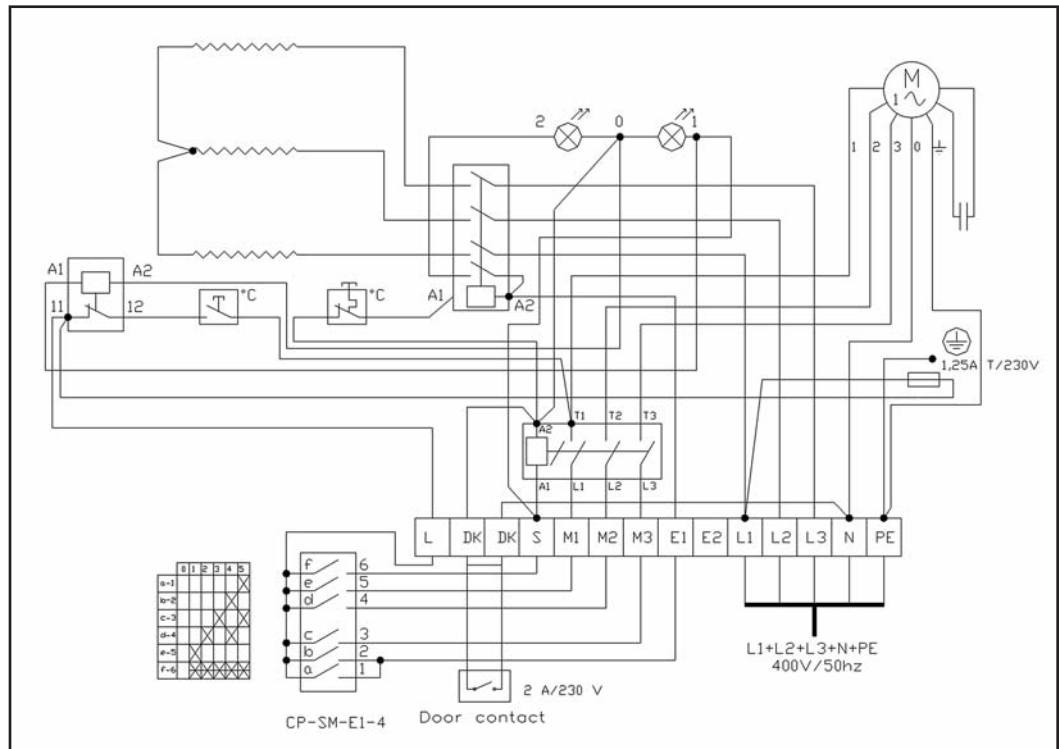 M
1
2 0 1
1 2 3 0
A1 A2
11 12
°C
°C
A1 A2
1,25A T/230V
A2 T1 T2 T3
A1 L1 L2 L3
L DK DK S M1 M2 M3 E1 E2 L1 L2 L3 N PE
f 6
e 5
d 4
c 3
b 2
a 1
0 1 2 3 4 5
a-1
b-2
c-3
d-4
e-5
f-6
L1+L2+L3+N+PE
400V/50hz
2 A/230 V
CP-SM-E1-4
Door contact